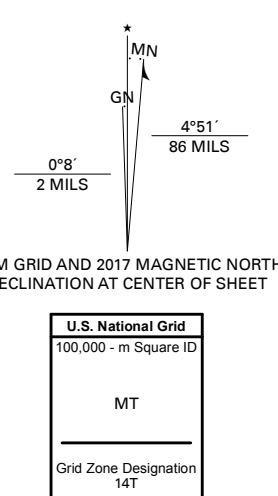 ★
MN
GN
4°51´
86 MILS
0°8´
2 MILS
M GRID AND 2017 MAGNETIC NORTH
ECLINATION AT CENTER OF SHEET
U.S. National Grid
100,000 - m Square ID
MT
Grid Zone Designation
14T